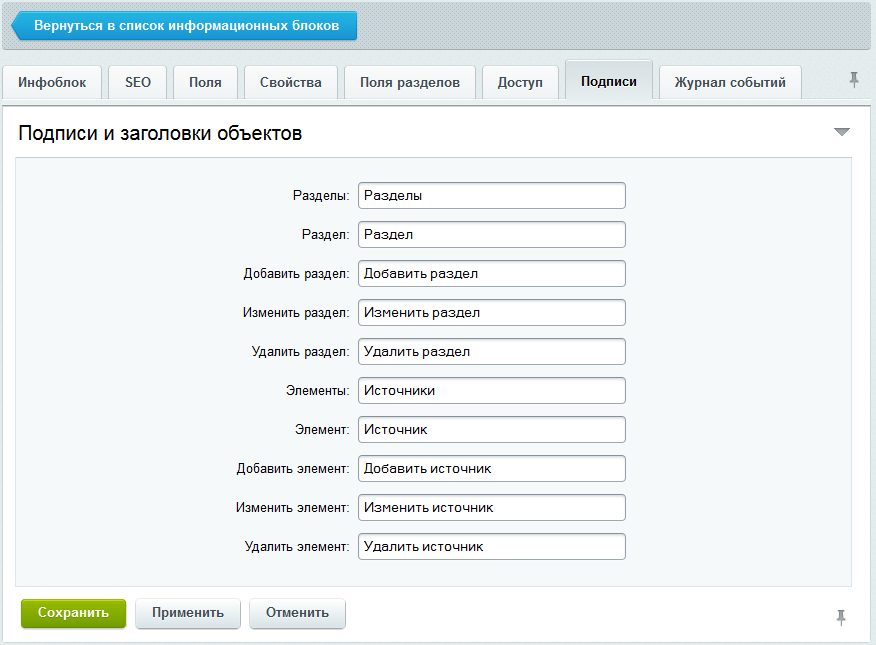 Вернуться в список информационных блоков
Инфоблок SEO Поля Свойства Поля разделов Доступ Подписи Журнал событий
Подписи и заголовки объектов
Разделы: Разделы
Раздел: Раздел
Добавить раздел: Добавить раздел
Изменить раздел: Изменить раздел
Удалить раздел: Удалить раздел
Элементы: Источники
Элемент: Источник
Добавить элемент: Добавить источник
Изменить элемент: Изменить источник
Удалить элемент: Удалить источник
Сохранить Применить Отменить